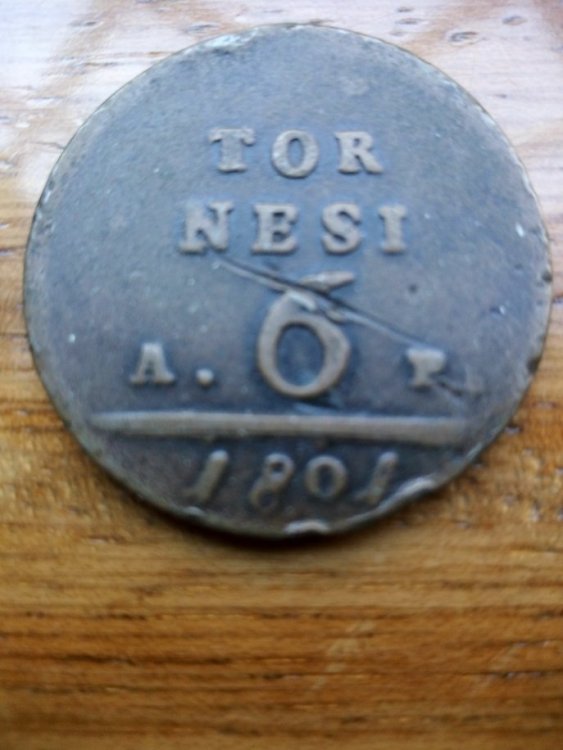 TOR
NESI
A. 6 P
1801